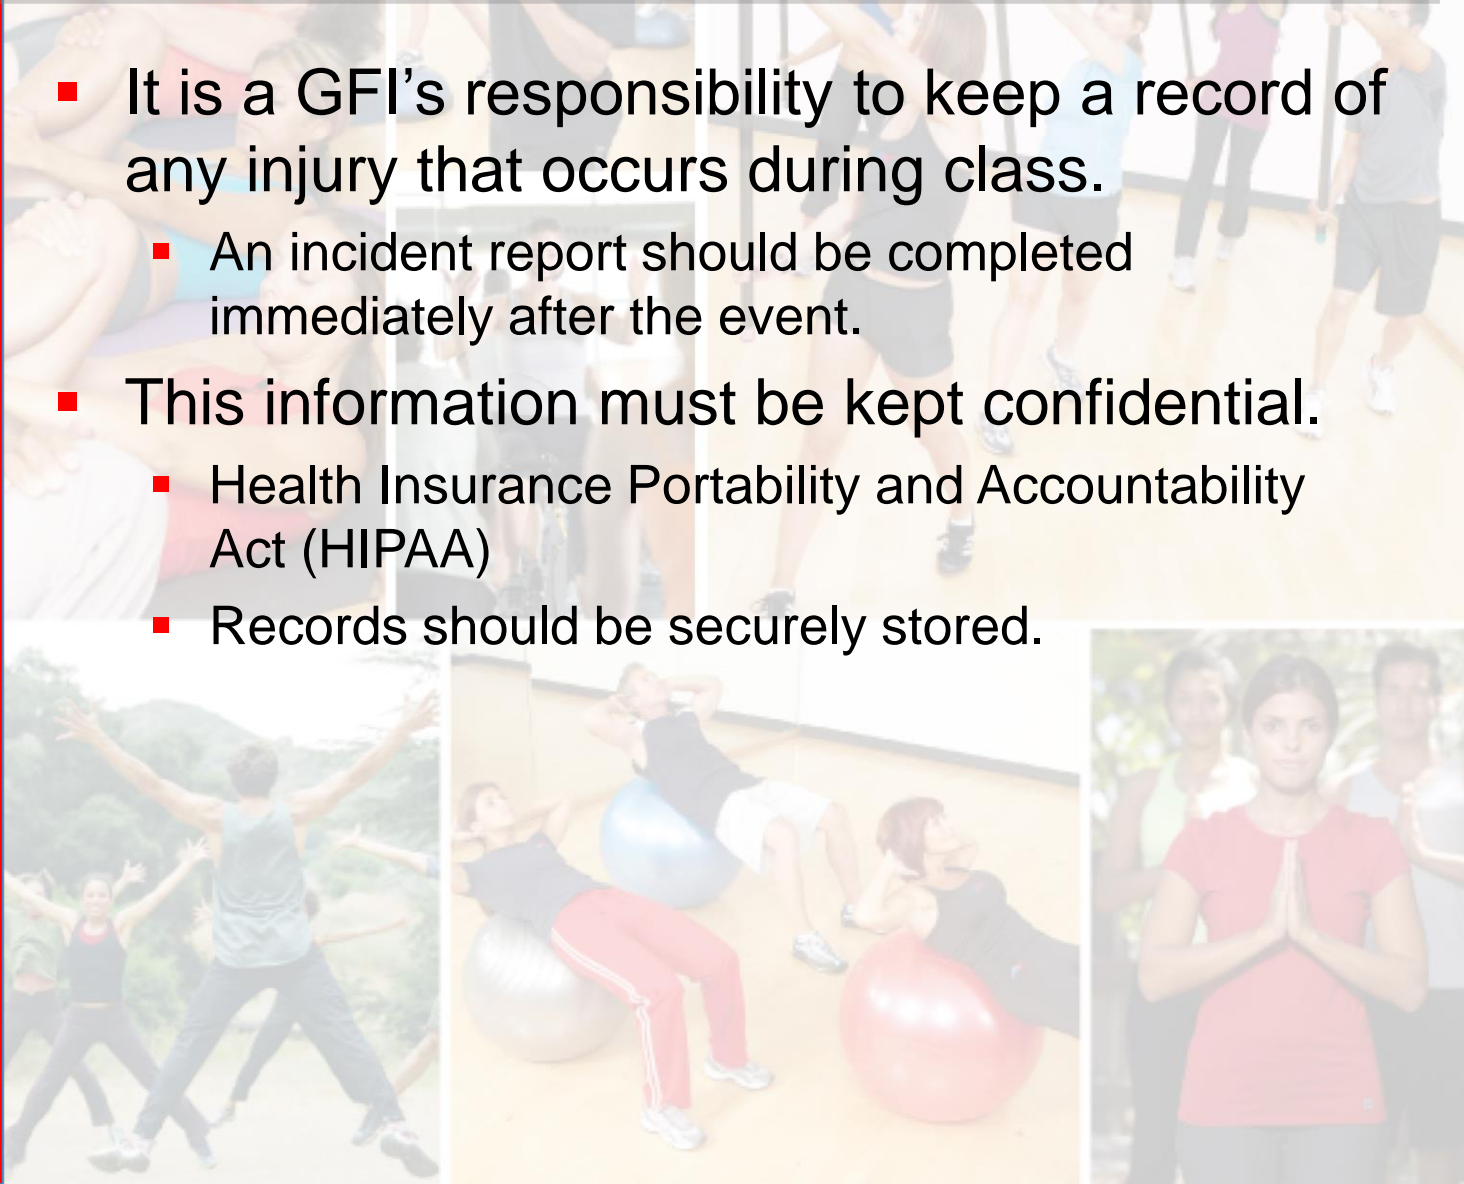 ▪ It is a GFI’s responsibility to keep a record of
any injury that occurs during class.
▪ An incident report should be completed
immediately after the event.
▪ This information must be kept confidential.
▪ Health Insurance Portability and Accountability
Act (HIPAA)
▪ Records should be securely stored.